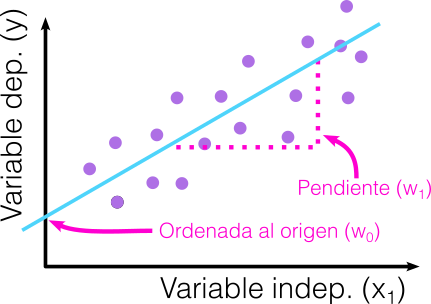 Variable dep. (y)
Pendiente (w₁)
Ordenada al origen (w₀)
Variable indep. (x₁)